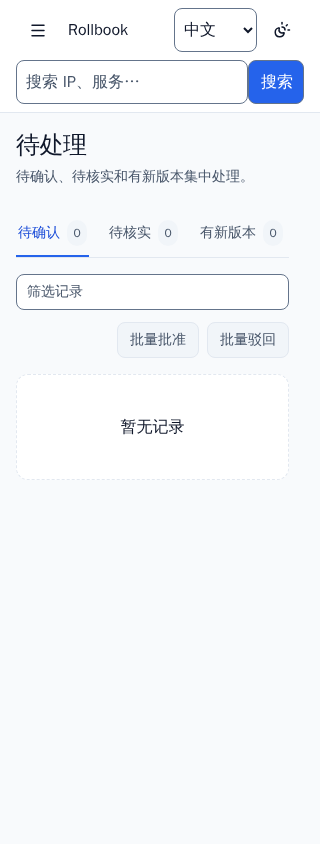 Rollbook
中文
搜索 IP、服务…
搜索
待处理
待确认、待核实和有新版本集中处理。
待确认 0
待核实 0
有新版本 0
筛选记录
批量批准
批量驳回
暂无记录